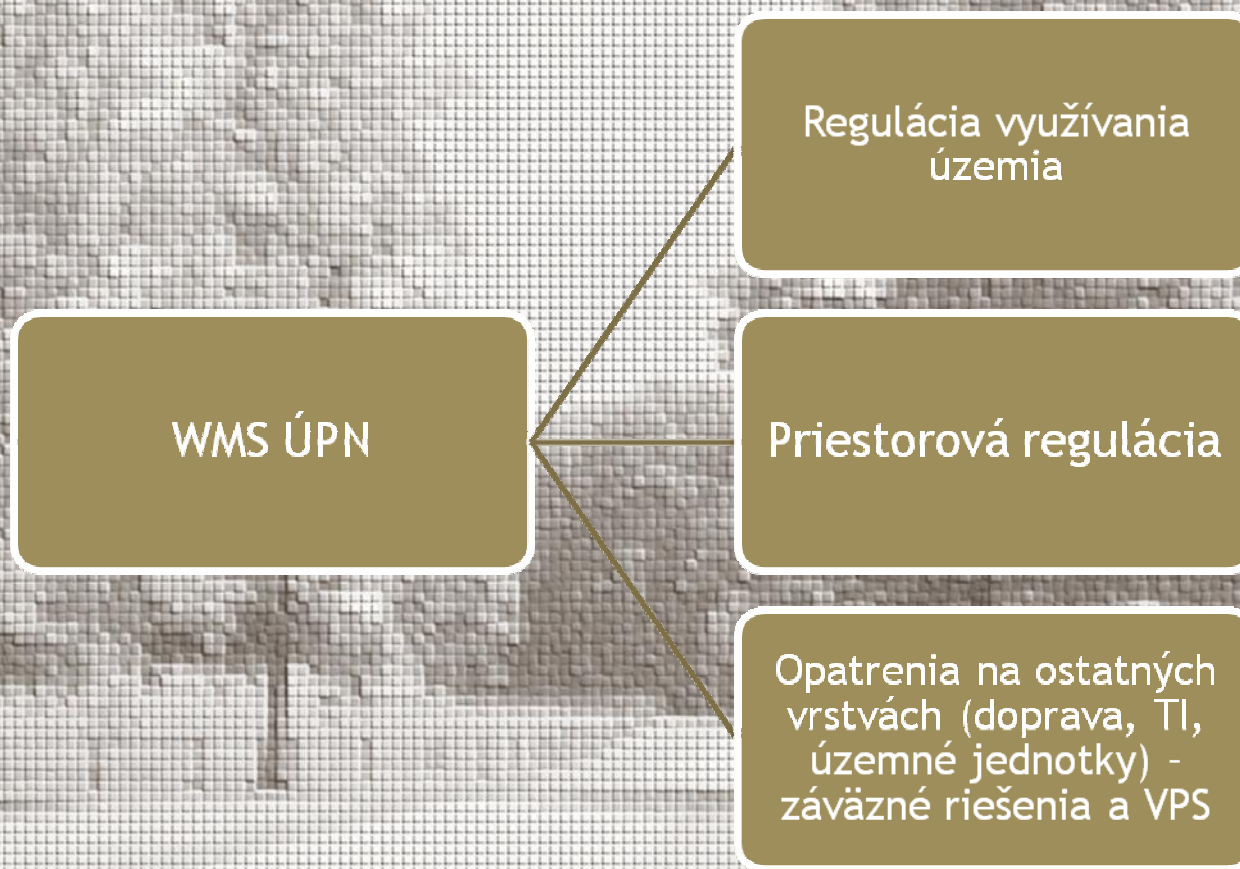 WMS ÚPN
Regulácia využívania
územia
Priestorová regulácia
Opatrenia na ostatných
vrstvách (doprava, TI,
územné jednotky) -
záväzné riešenia a VPS